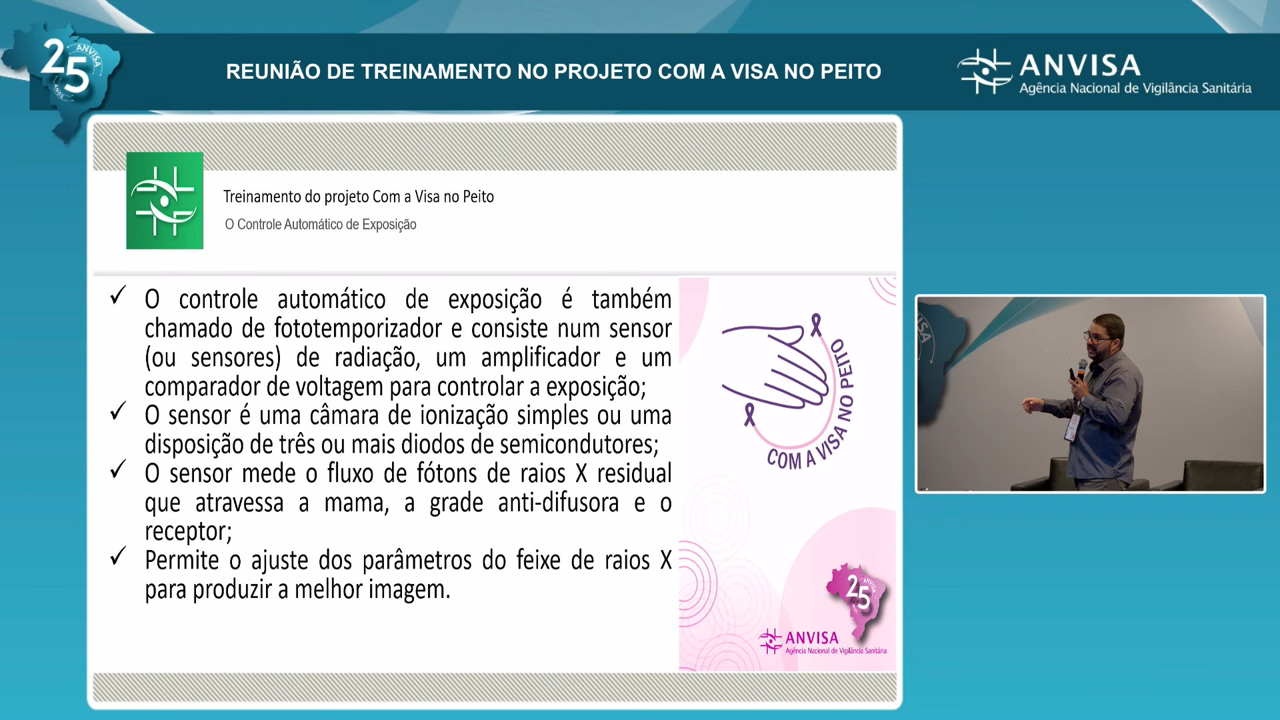 25
ANVISA
ANOS
REUNIÃO DE TREINAMENTO NO PROJETO COM A VISA NO PEITO
ANVISA
Agência Nacional de Vigilância Sanitária
Treinamento do projeto Com a Visa no Peito
O Controle Automático de Exposição
✓ O controle automático de exposição é também
chamado de fototemporizador e consiste num sensor
(ou sensores) de radiação, um amplificador e um
comparador de voltagem para controlar a exposição;
✓ O sensor é uma câmara de ionização simples ou uma
disposição de três ou mais diodos de semicondutores;
✓ O sensor mede o fluxo de fótons de raios X residual
que atravessa a mama, a grade anti-difusora e o
receptor;
✓ Permite o ajuste dos parâmetros do feixe de raios X
para produzir a melhor imagem.
COM A VISA NO PEITO
25
ANVISA
Agência Nacional de Vigilância Sanitária